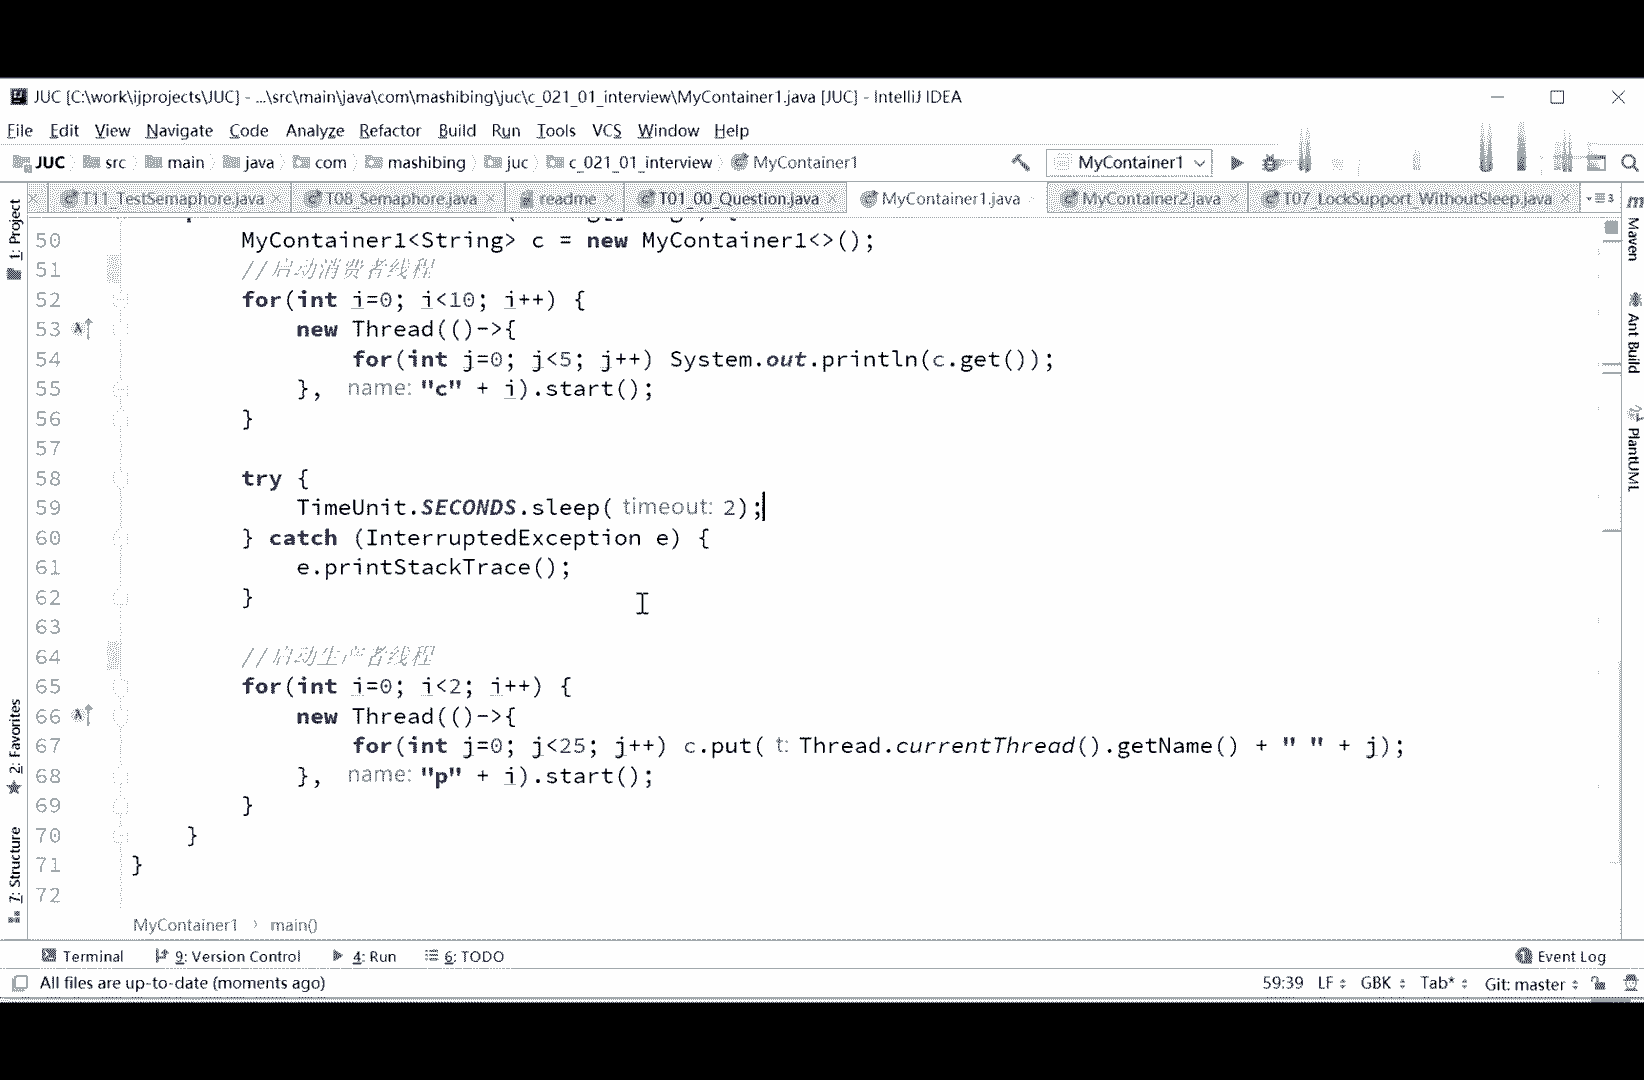 JUC [C:\work\ijprojects\JUC] - ...\src\main\java\com\mashibing\juc\c_021_01_interview\MyContainer1.java [JUC] - IntelliJ IDEA
File Edit View Navigate Code Analyze Refactor Build Run Tools VCS Window Help
JUC src main java com mashibing juc c_021_01_interview MyContainer1 MyContainer1
T11_TestSemaphore.java T08_Semaphore.java readme T01_00_Question.java MyContainer1.java MyContainer2.java T07_LockSupport_WithoutSleep.java 3
1: Project
2: Favorites
7: Structure
50 MyContainer1<String> c = new MyContainer1<>();
51 //启动消费者线程
52 for(int i=0; i<10; i++) {
53 new Thread(()->{
54 for(int j=0; j<5; j++) System.out.println(c.get());
55 }, name: "c" + i).start();
56 }
57
58 try {
59 TimeUnit.SECONDS.sleep( timeout: 2);
60 } catch (InterruptedException e) {
61 e.printStackTrace();
62 }
63
64 //启动生产者线程
65 for(int i=0; i<2; i++) {
66 new Thread(()->{
67 for(int j=0; j<25; j++) c.put( t: Thread.currentThread().getName() + " " + j);
68 }, name: "p" + i).start();
69 }
70 }
71 }
72
MyContainer1 › main()
Maven
Ant Build
PlantUML
Terminal 9: Version Control 4: Run 6: TODO 1 Event Log
All files are up-to-date (moments ago) 59:39 LF GBK Tab* Git: master